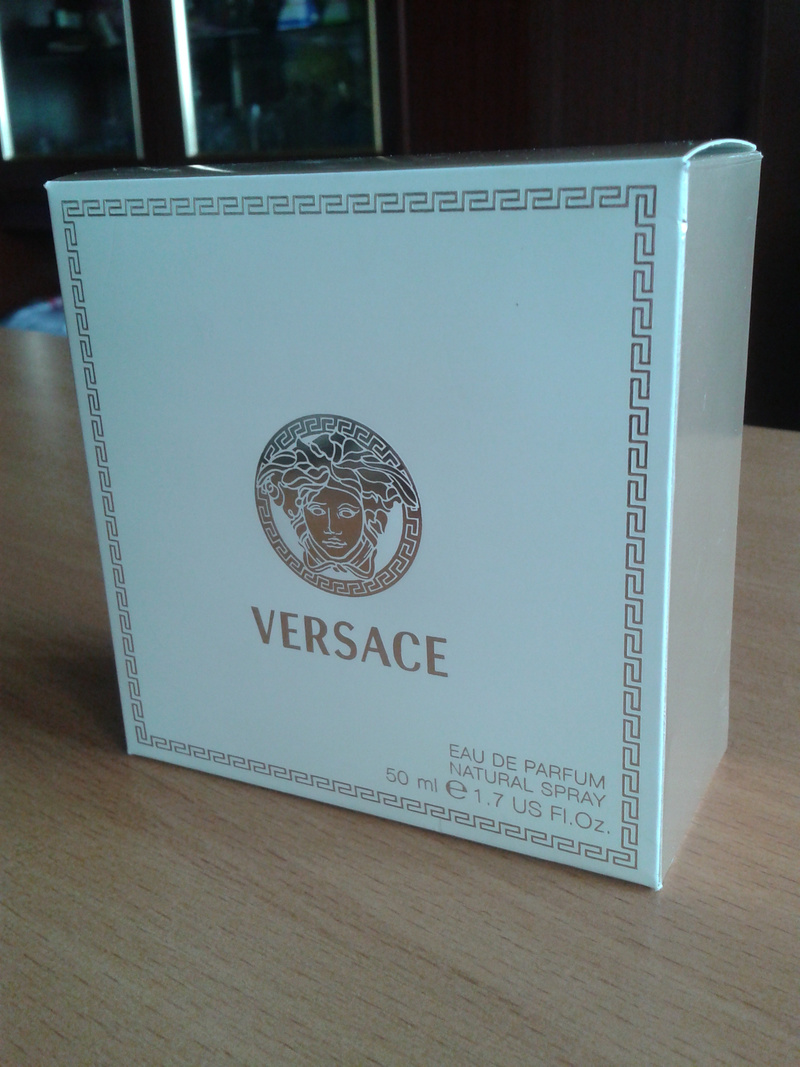 VERSACE
EAU DE PARFUM
NATURAL SPRAY
50 ml ℮ 1.7 US Fl.Oz.